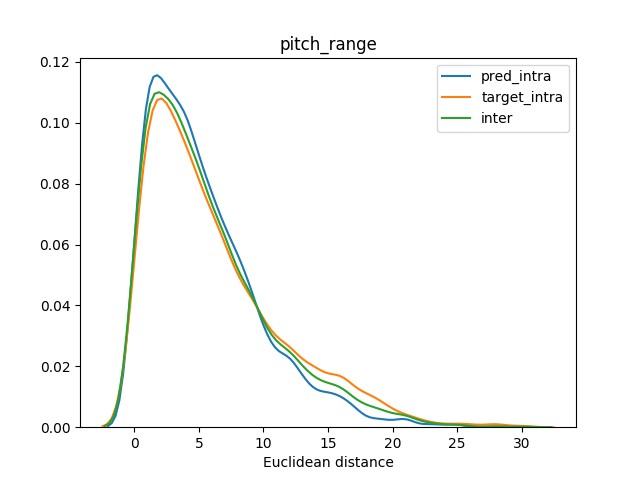 pitch_range
0.12
0.10
0.08
0.06
0.04
0.02
0.00
0 5 10 15 20 25 30
Euclidean distance
pred_intra
target_intra
inter